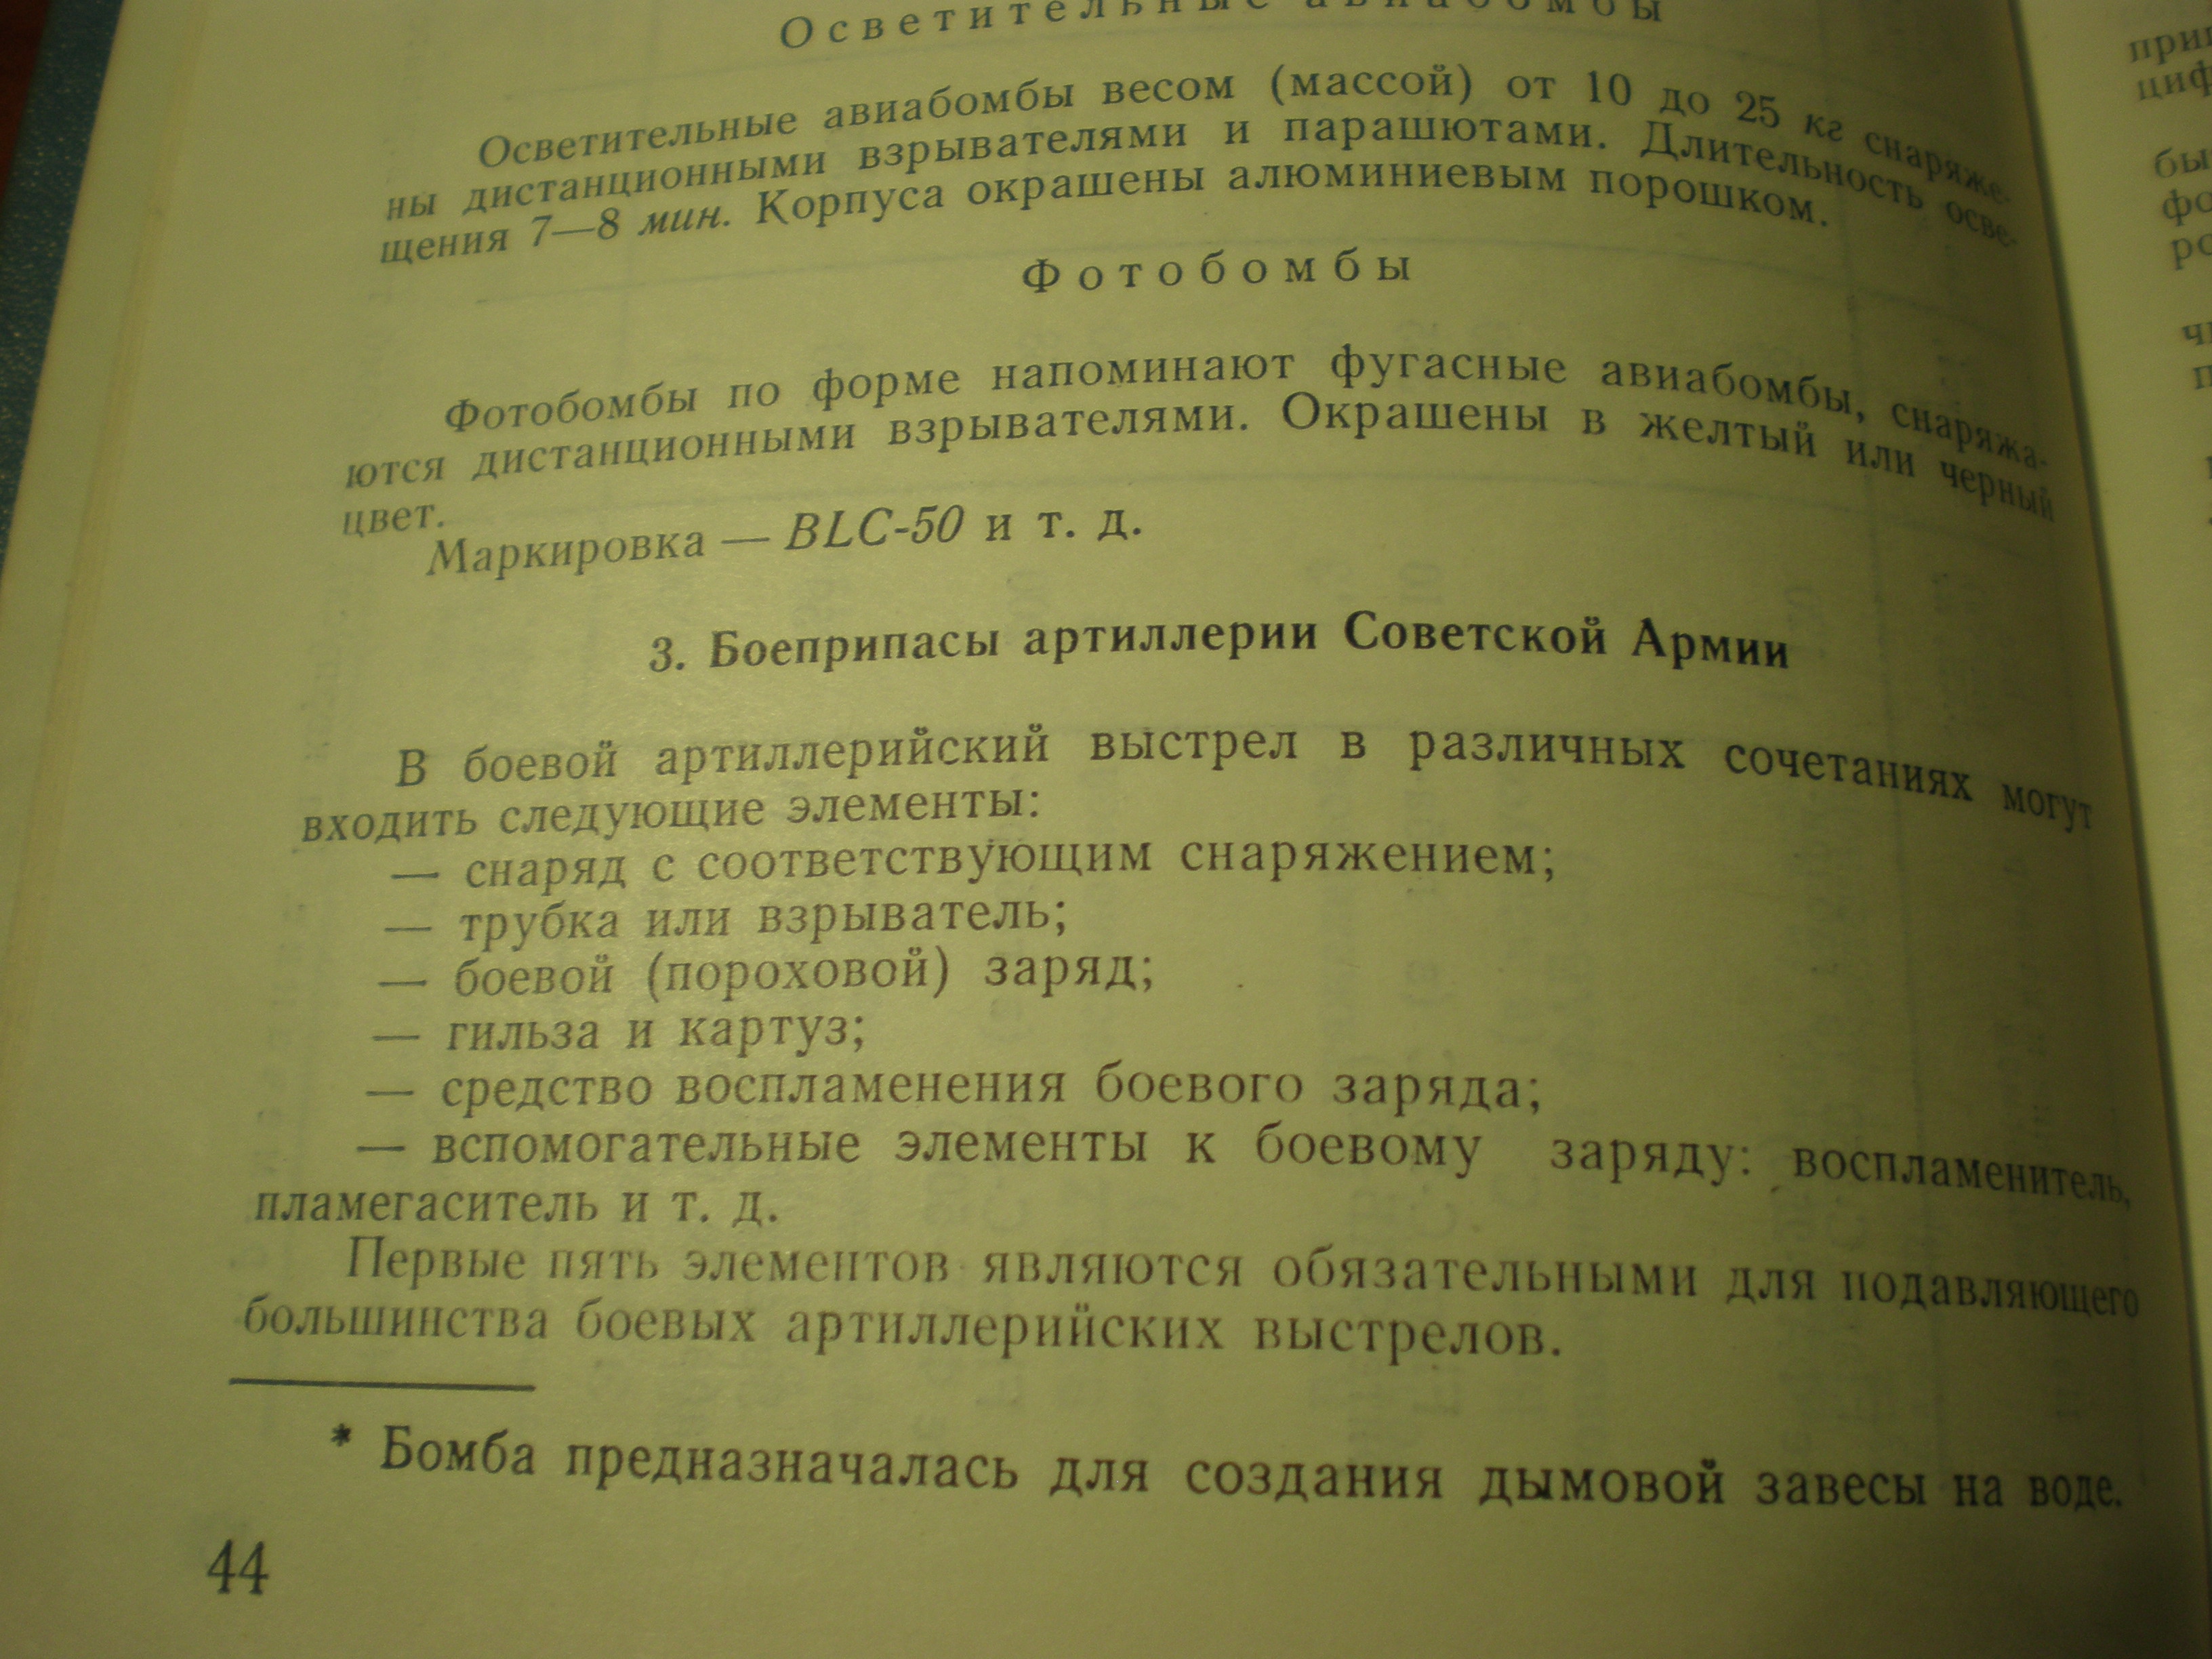 Осветительные авиабомбы
Осветительные авиабомбы весом (массой) от 10 до 25 кг снаряже-
ны дистанционными взрывателями и парашютами. Длительность осве-
щения 7—8 мин. Корпуса окрашены алюминиевым порошком.
Фотобомбы
Фотобомбы по форме напоминают фугасные авиабомбы, снаряжа-
ются дистанционными взрывателями. Окрашены в желтый или черный
цвет.
Маркировка — BLC-50 и т. д.
3. Боеприпасы артиллерии Советской Армии
В боевой артиллерийский выстрел в различных сочетаниях могут
входить следующие элементы:
— снаряд с соответствующим снаряжением;
— трубка или взрыватель;
— боевой (пороховой) заряд;
— гильза и картуз;
— средство воспламенения боевого заряда;
— вспомогательные элементы к боевому заряду: воспламенитель,
пламегаситель и т. д.
Первые пять элементов являются обязательными для подавляющего
большинства боевых артиллерийских выстрелов.
* Бомба предназначалась для создания дымовой завесы на воде.
44